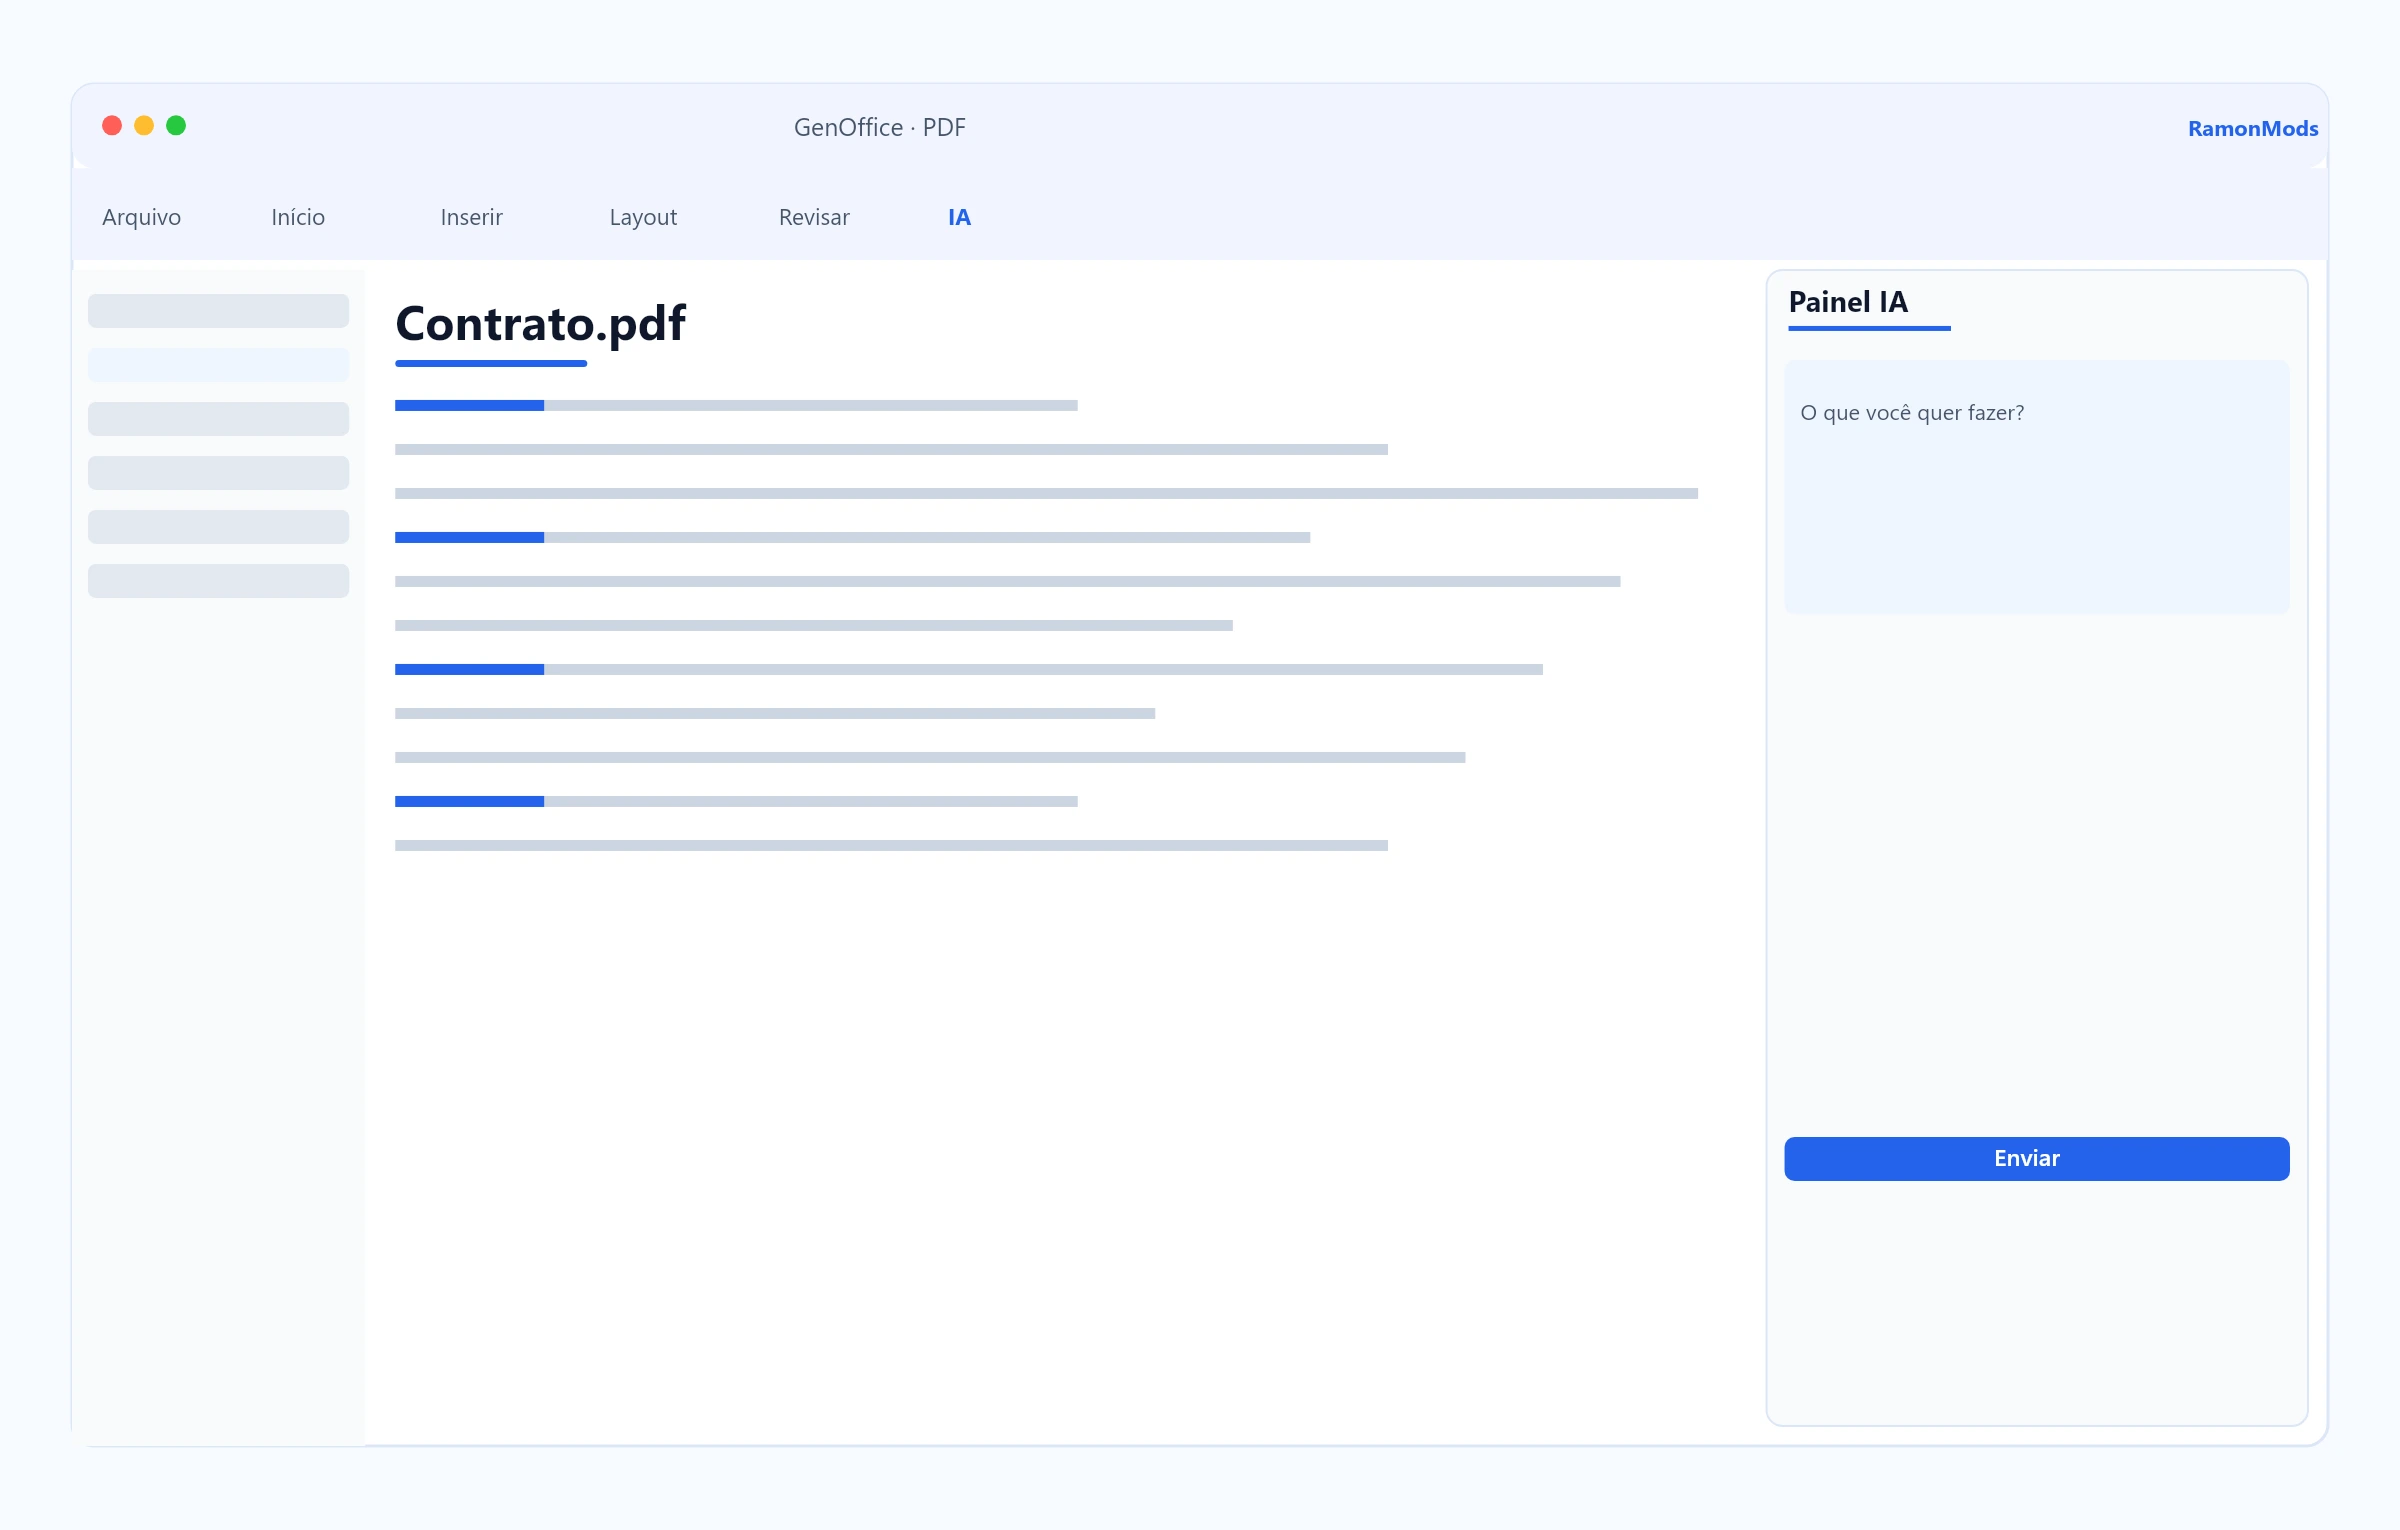 GenOffice · PDF
RamonMods
Arquivo Início Inserir Layout Revisar IA
Contrato.pdf
Painel IA
O que você quer fazer?
Enviar